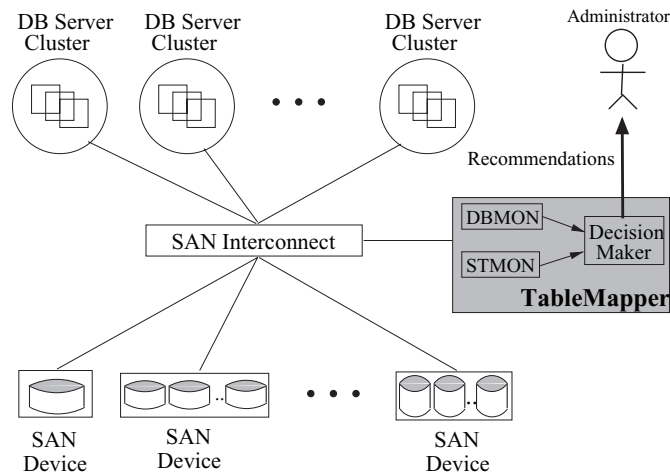 DB Server
Cluster
DB Server
Cluster
DB Server
Cluster
Administrator
Recommendations
DBMON
STMON
Decision
Maker
TableMapper
SAN Interconnect
SAN
Device
SAN
Device
SAN
Device